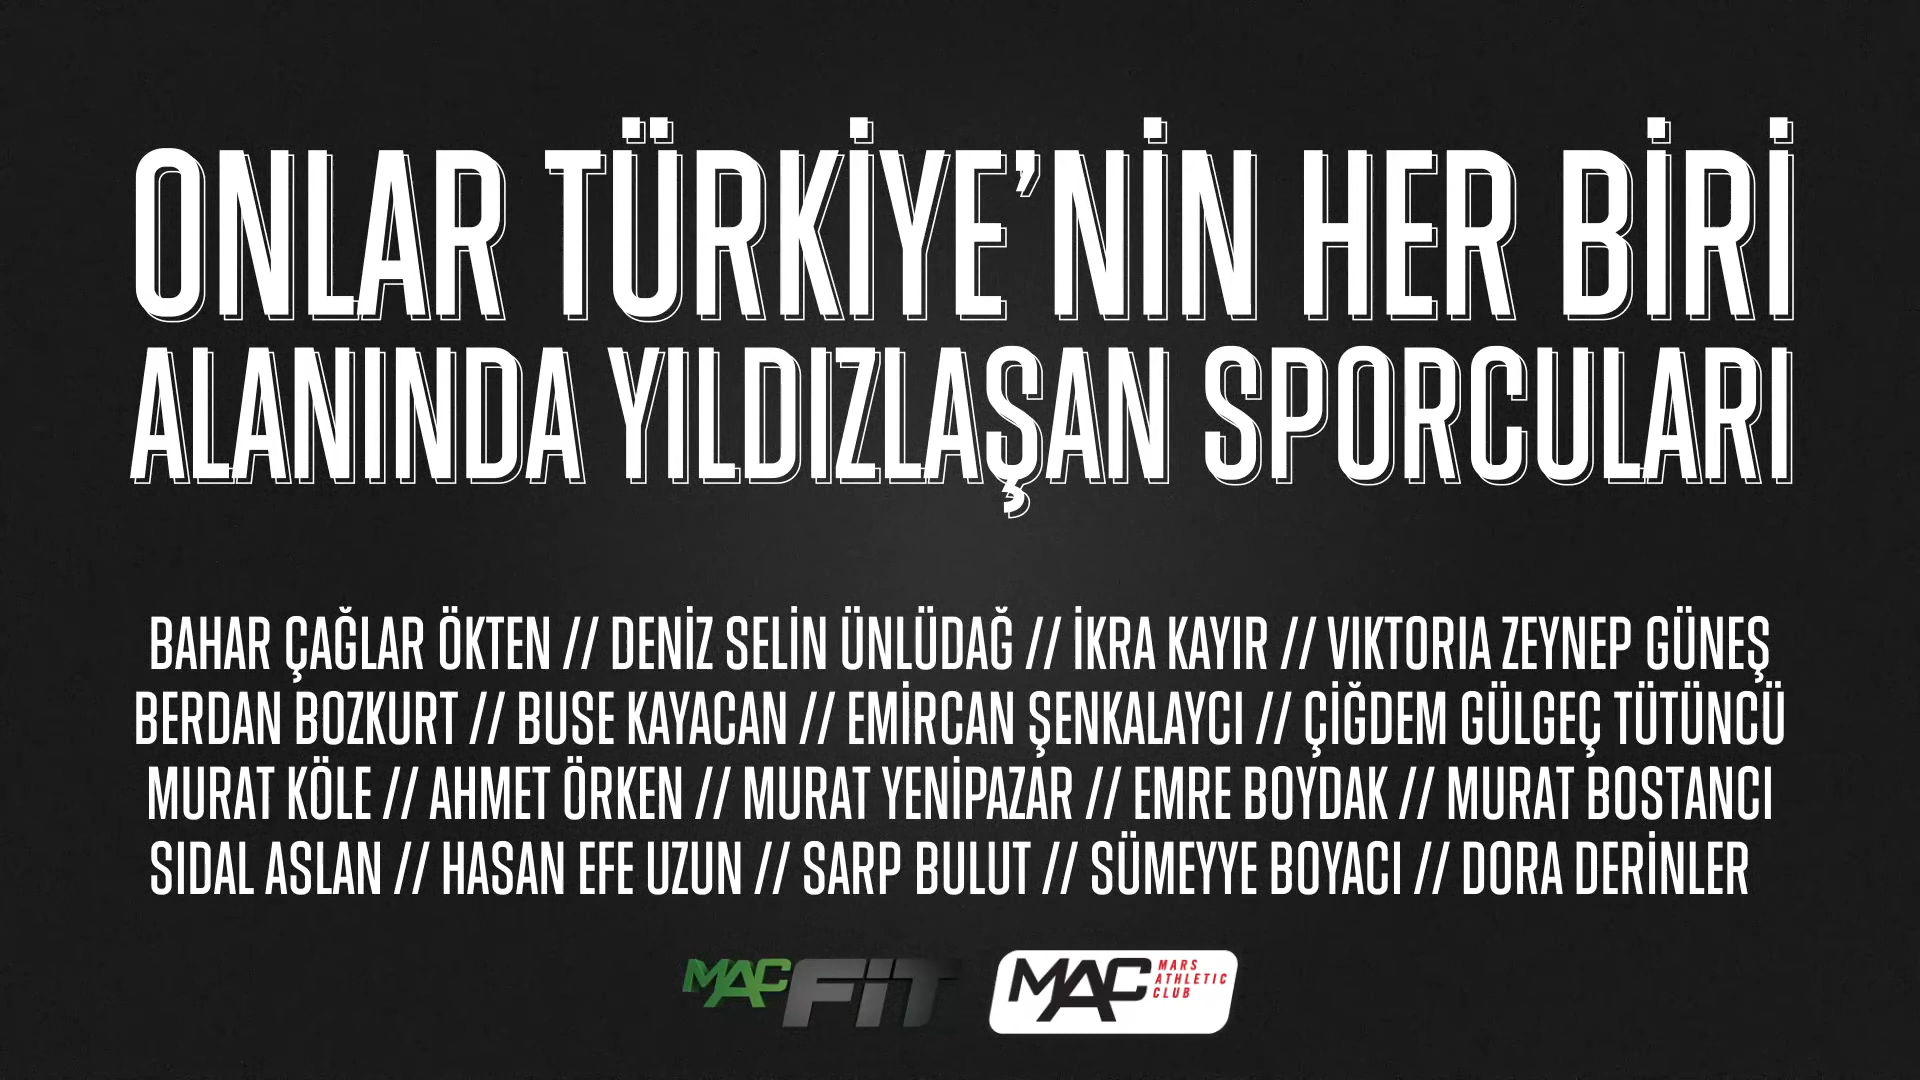 ONLAR TÜRKİYE'NİN HER BİRİ
ALANINDA YILDIZLAŞAN SPORCULARI
BAHAR ÇAĞLAR ÖKTEN // DENİZ SELİN ÜNLÜDAĞ // İKRA KAYIR // VIKTORIA ZEYNEP GÜNEŞ
BERDAN BOZKURT // BUSE KAYACAN // EMİRCAN ŞENKALAYCI // ÇİĞDEM GÜLGEÇ TÜTÜNCÜ
MURAT KÖLE // AHMET ÖRKEN // MURAT YENİPAZAR // EMRE BOYDAK // MURAT BOSTANCI
SIDAL ASLAN // HASAN EFE UZUN // SARP BULUT // SÜMEYYE BOYACI // DORA DERİNLER
MAC FİT
MAC MARS
ATHLETIC
CLUB